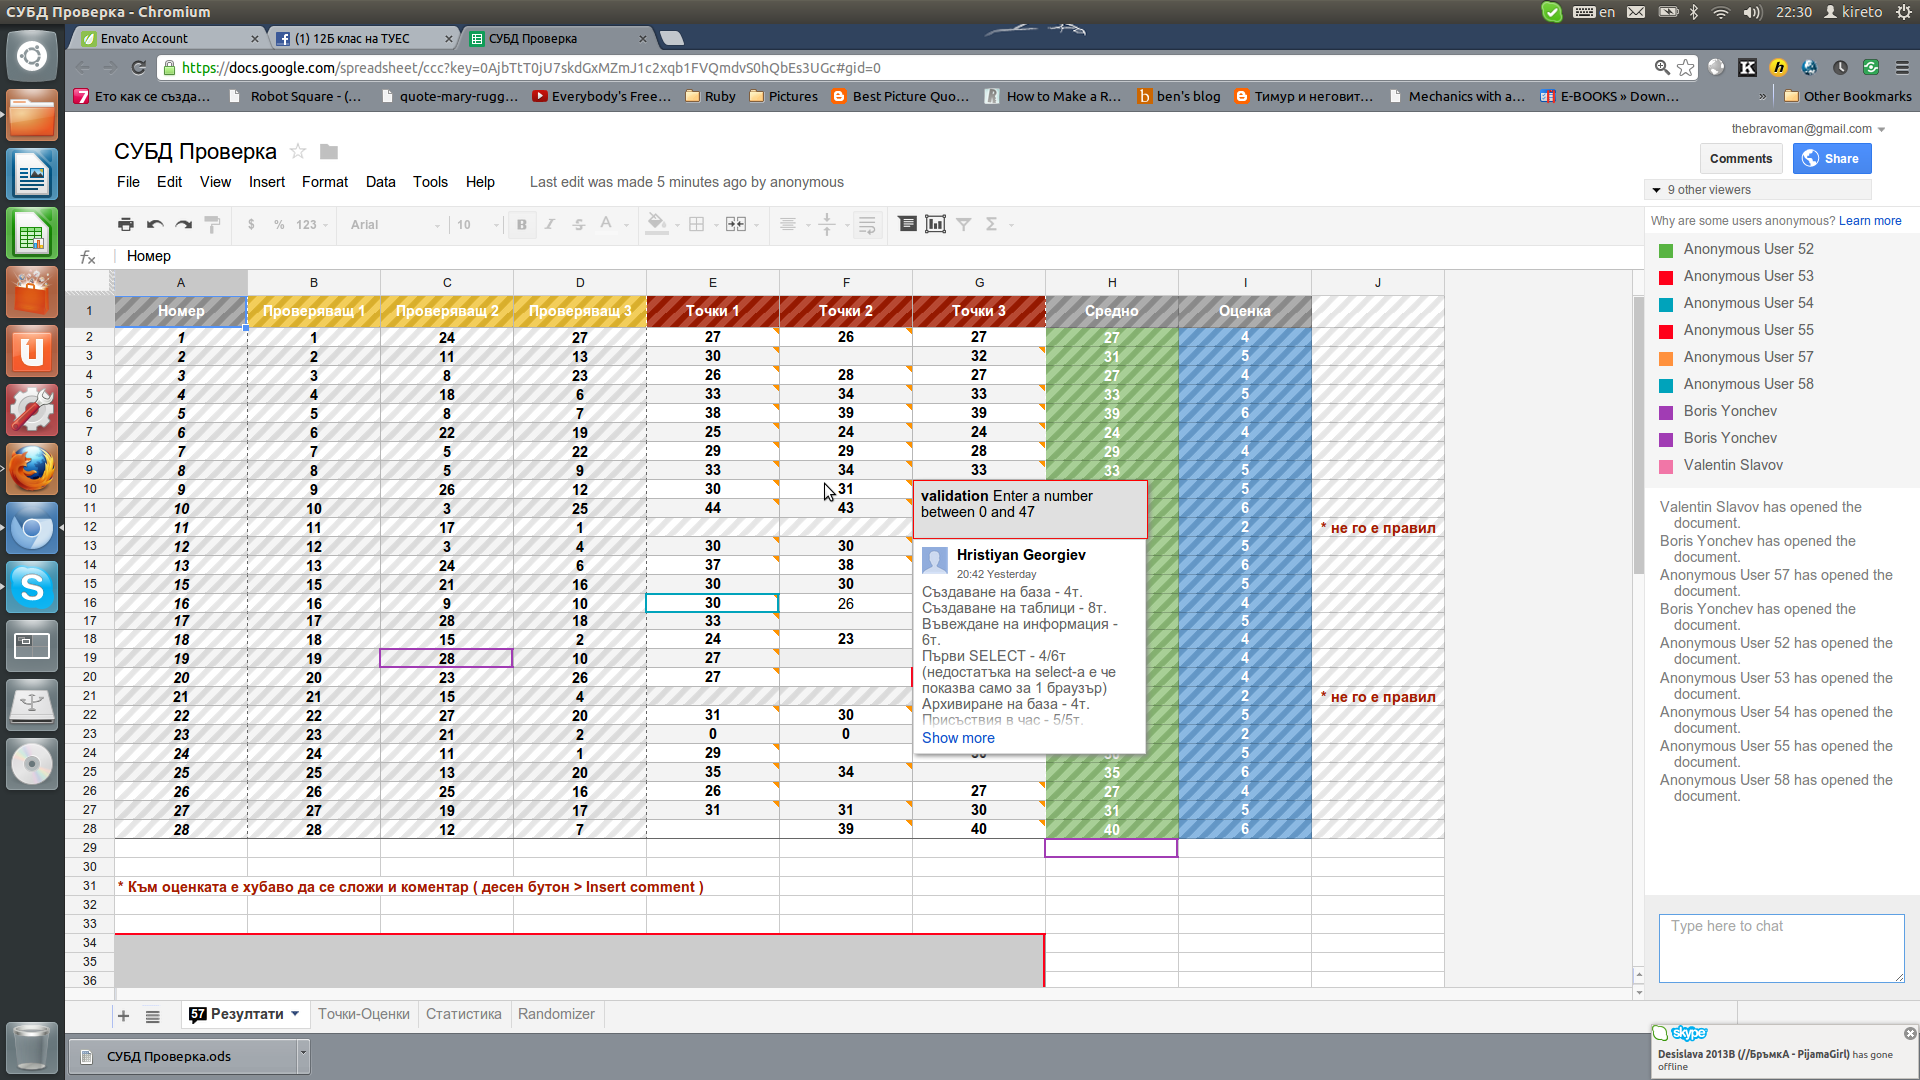 СУБД Проверка - Chromium
en
22:30
kireto
Envato Account
(1) 12Б клас на ТУЕС
СУБД Проверка
https://docs.google.com/spreadsheet/ccc?key=0AjbTtT0jU7skdGxMZmJ1c2xqb1FVQmdvS0hQbEs3UGc#gid=0
Ето как се създа...
Robot Square - (...
quote-mary-rugg...
Everybody's Free...
Ruby
Pictures
Best Picture Quo...
How to Make a R...
ben's blog
Тимур и неговит...
Mechanics with a...
E-BOOKS » Down...
»
Other Bookmarks
thebravoman@gmail.com
СУБД Проверка
Comments
Share
File Edit View Insert Format Data Tools Help
Last edit was made 5 minutes ago by anonymous
9 other viewers
$ % 123 Arial 10 B I S A Σ
Why are some users anonymous? Learn more
fx Номер
A B C D E F G H I J
1 Номер Проверяващ 1 Проверяващ 2 Проверяващ 3 Точки 1 Точки 2 Точки 3 Средно Оценка
2 1 1 24 27 27 26 27 27 4
3 2 2 11 13 30 32 31 5
4 3 3 8 23 26 28 27 27 4
5 4 4 18 6 33 34 33 33 5
6 5 5 8 7 38 39 39 39 6
7 6 6 22 19 25 24 24 24 4
8 7 7 5 22 29 29 28 29 4
9 8 8 5 9 33 34 33 33 5
10 9 9 26 12 30 31 5
11 10 10 3 25 44 43 6
12 11 11 17 1 2 * не го е правил
13 12 12 3 4 30 30 5
14 13 13 24 6 37 38 6
15 15 15 21 16 30 30 5
16 16 16 9 10 30 26 4
17 17 17 28 18 33 5
18 18 18 15 2 24 23 4
19 19 19 28 10 27 4
20 20 20 23 26 27 4
21 21 21 15 4 2 * не го е правил
22 22 22 27 20 31 30 5
23 23 23 21 2 0 0 2
24 24 24 11 1 29 5
25 25 25 13 20 35 34 35 6
26 26 26 25 16 26 27 27 4
27 27 27 19 17 31 31 30 31 5
28 28 28 12 7 39 40 40 6
29
30
31 * Към оценката е хубаво да се сложи и коментар ( десен бутон > Insert comment )
32
33
34
35
36
validation Enter a number
between 0 and 47
Hristiyan Georgiev
20:42 Yesterday
Създаване на база - 4т.
Създаване на таблици - 8т.
Въвеждане на информация -
6т.
Първи SELECT - 4/6т
(недостатъка на select-а е че
показва само за 1 браузър)
Архивиране на база - 4т.
Присъствия в час - 5/5т.
Show more
Anonymous User 52
Anonymous User 53
Anonymous User 54
Anonymous User 55
Anonymous User 57
Anonymous User 58
Boris Yonchev
Boris Yonchev
Valentin Slavov
Valentin Slavov has opened the
document.
Boris Yonchev has opened the
document.
Anonymous User 57 has opened the
document.
Boris Yonchev has opened the
document.
Anonymous User 52 has opened the
document.
Anonymous User 53 has opened the
document.
Anonymous User 54 has opened the
document.
Anonymous User 55 has opened the
document.
Anonymous User 58 has opened the
document.
Type here to chat
57 Резултати Точки-Оценки Статистика Randomizer
СУБД Проверка.ods
skype
Desislava 2013B (//БръмкА - PijamaGirl) has gone
offline